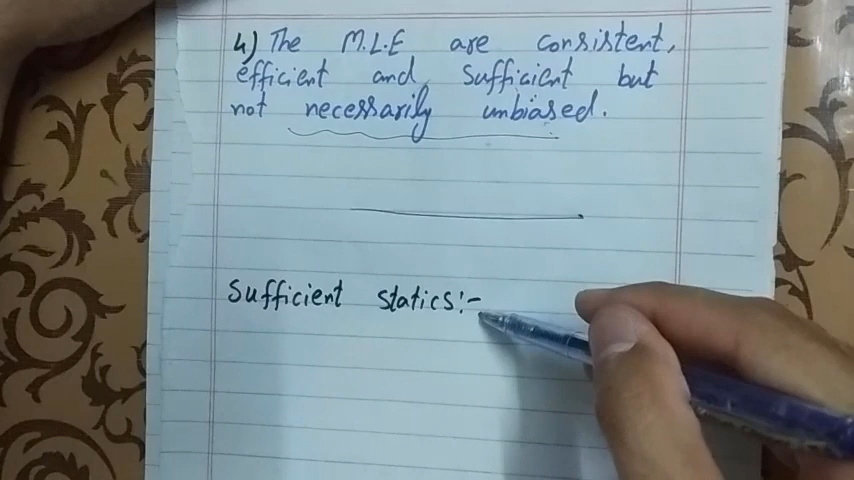 4) The M.L.E are consistent,
efficient and sufficient but
not necessarily unbiased.
Sufficient statics:-